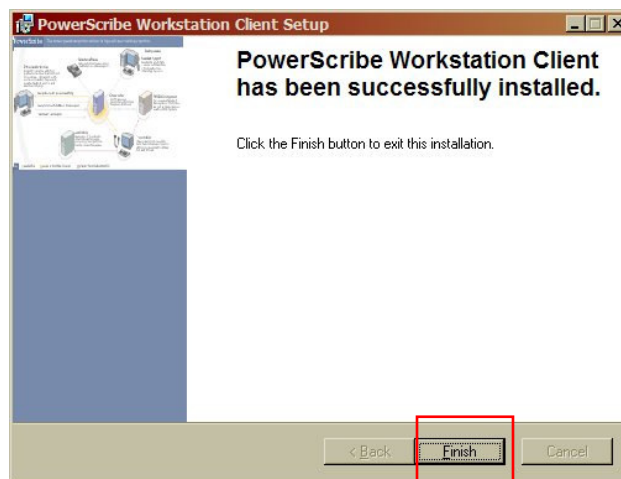 PowerScribe Workstation Client Setup
PowerScribe
PowerScribe Workstation Client
has been successfully installed.
Click the Finish button to exit this installation.
< Back
Finish
Cancel